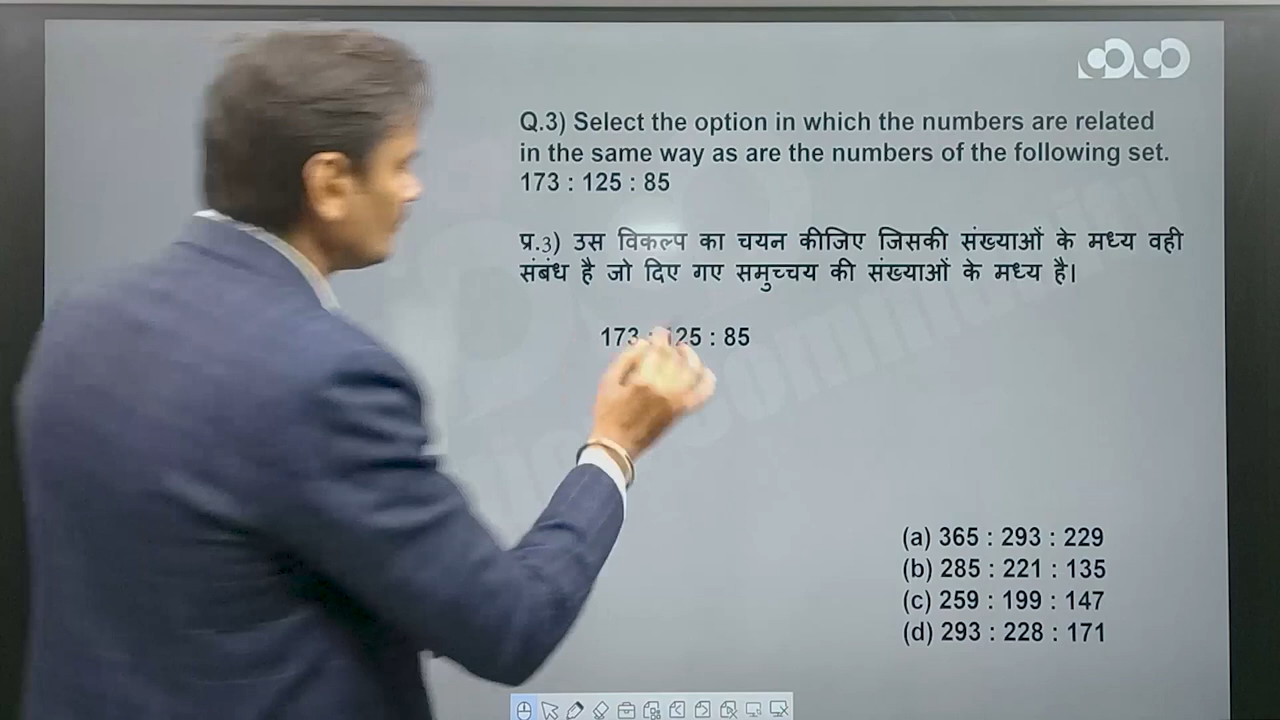 Q.3) Select the option in which the numbers are related
in the same way as are the numbers of the following set.
173 : 125 : 85
प्र.3) उस विकल्प का चयन कीजिए जिसकी संख्याओं के मध्य वही
संबंध है जो दिए गए समुच्चय की संख्याओं के मध्य है।
173 : 125 : 85
(a) 365 : 293 : 229
(b) 285 : 221 : 135
(c) 259 : 199 : 147
(d) 293 : 228 : 171